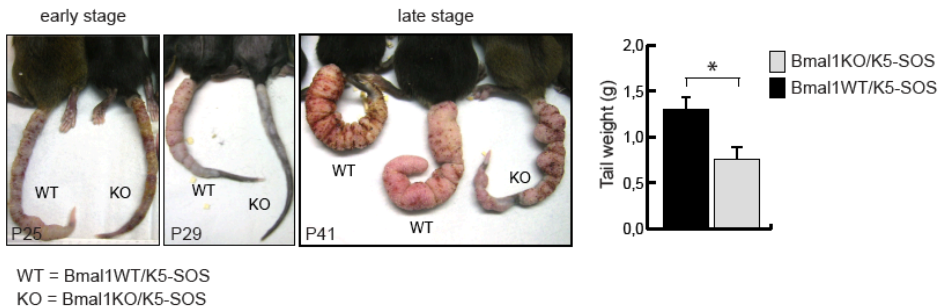 early stage
late stage
WT
KO
P25
WT
KO
P29
WT
WT
KO
P41
WT = Bmal1WT/K5-SOS
KO = Bmal1KO/K5-SOS
Tail weight (g)
2,0
1,5
1,0
0,5
0,0
*
Bmal1KO/K5-SOS
Bmal1WT/K5-SOS